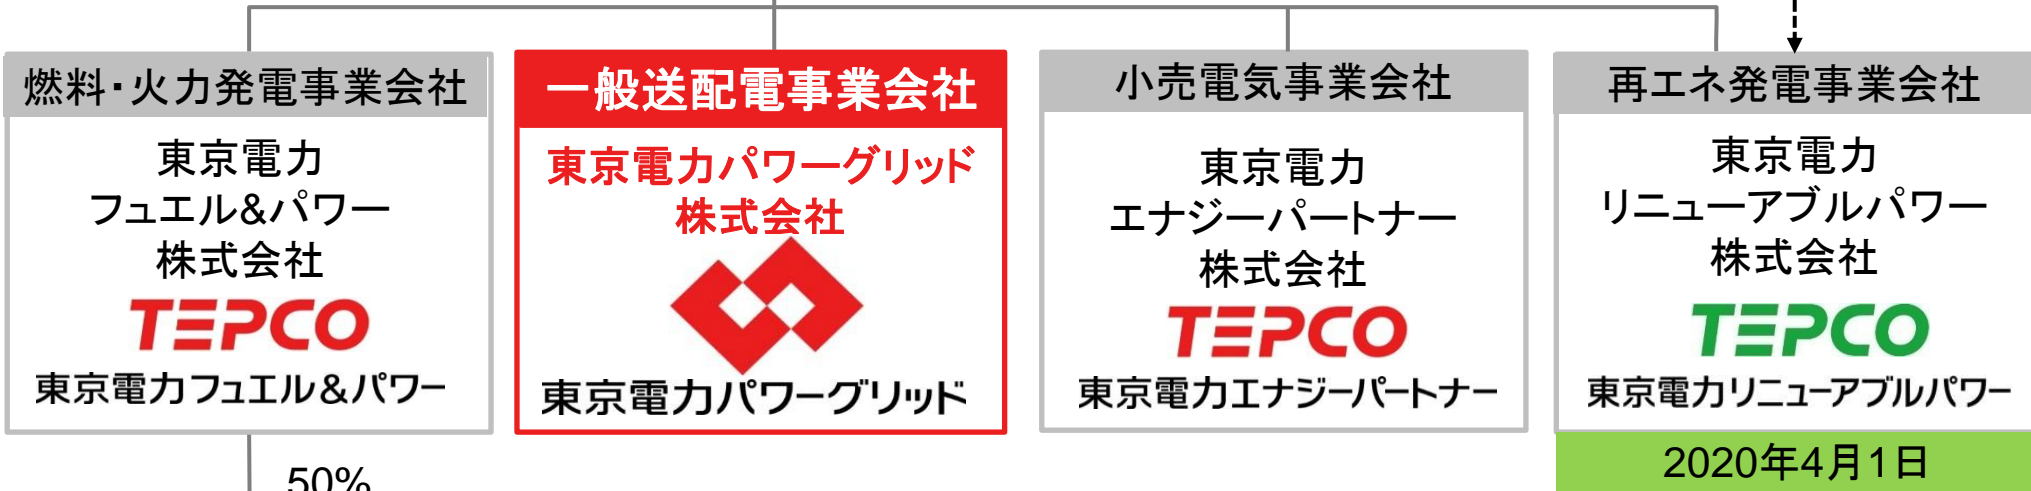 燃料・火力発電事業会社
東京電力
フュエル&パワー
株式会社
TEPCO
東京電力フュエル&パワー
50%
一般送配電事業会社
東京電力パワーグリッド
株式会社
東京電力パワーグリッド
小売電気事業会社
東京電力
エナジーパートナー
株式会社
TEPCO
東京電力エナジーパートナー
再エネ発電事業会社
東京電力
リニューアブルパワー
株式会社
TEPCO
東京電力リニューアブルパワー
2020年4月1日